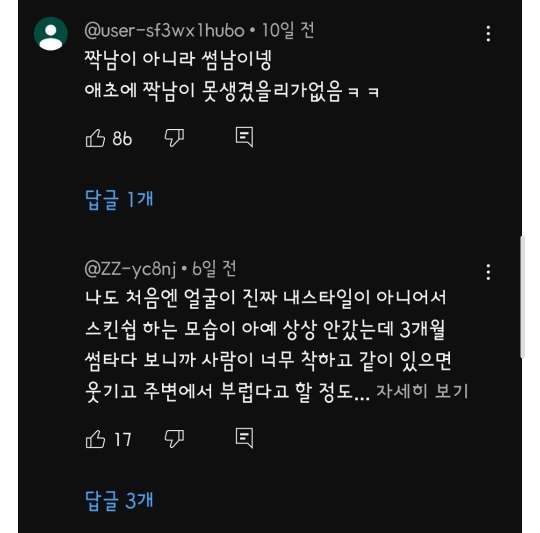 @user-sf3wx1hu6o • 10일 전
짝남이 아니라 썸남이넹
애초에 짝남이 못생겼을리가없음ㅋㅋ
86
답글 1개
@ZZ-yc8nj • 6일 전
나도 처음엔 얼굴이 진짜 내스타일이 아니어서
스킨쉽 하는 모습이 아예 상상 안갔는데 3개월
썸타다 보니까 사람이 너무 착하고 같이 있으면
웃기고 주변에서 부럽다고 할 정도... 자세히 보기
17
답글 3개